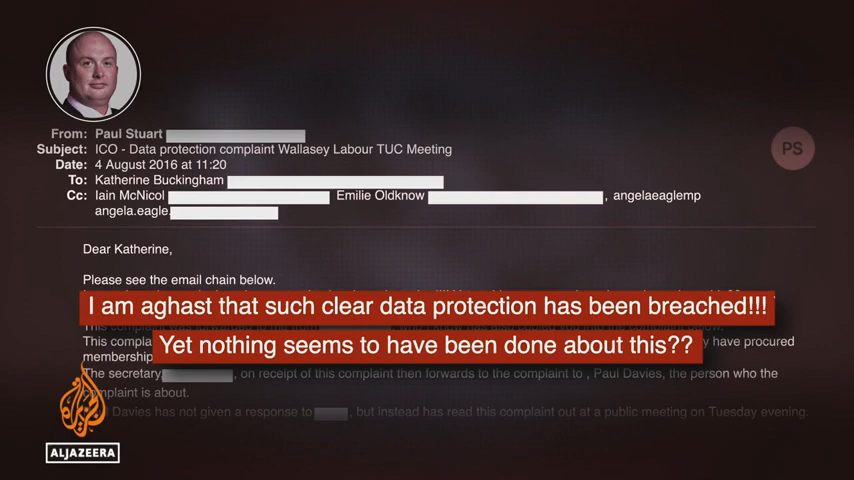 From: Paul Stuart
Subject: ICO - Data protection complaint Wallasey Labour TUC Meeting
PS
Date: 4 August 2016 at 11:20
To: Katherine Buckingham
Cc: Iain McNicol Emilie Oldknow , angelaeaglemp
angela.eagle.
Dear Katherine,
Please see the email chain below.
I am aghast that such clear data protection has been breached!!!
This compla y have procured
Yet nothing seems to have been done about this??
membership
The secretary, , on receipt of this complaint then forwards to the complaint to , Paul Davies, the person who the
complaint is about.
Davies has not given a response to , but instead has read this complaint out at a public meeting on Tuesday evening.
الجزيرة
ALJAZEERA